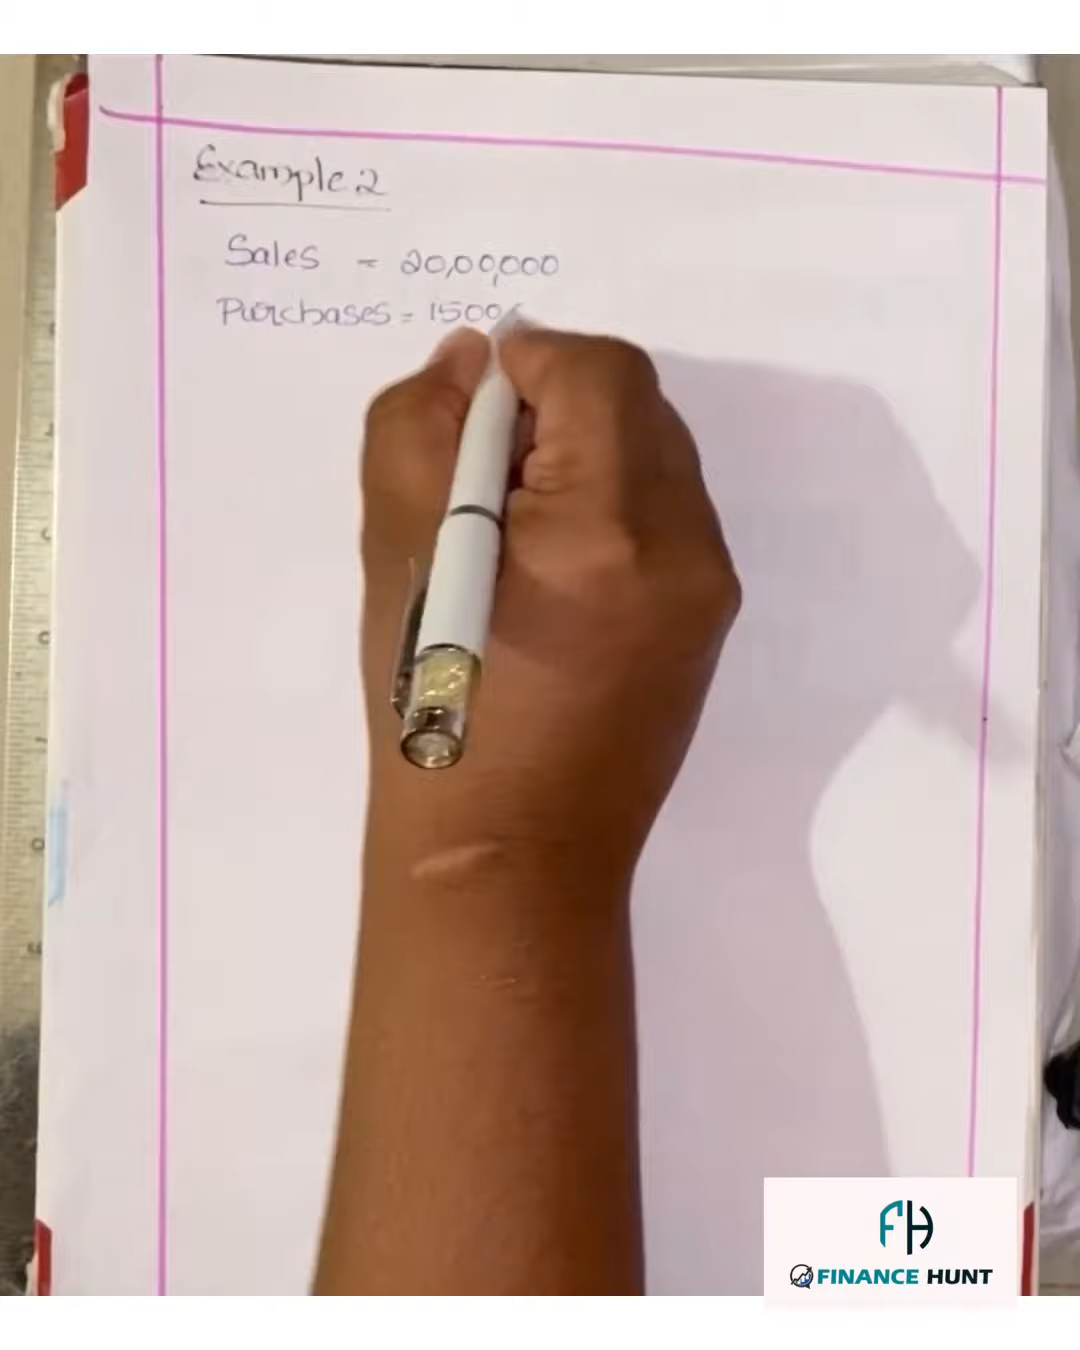 Example 2
Sales = 20,00,000
Purchases = 1500
FH
FINANCE HUNT